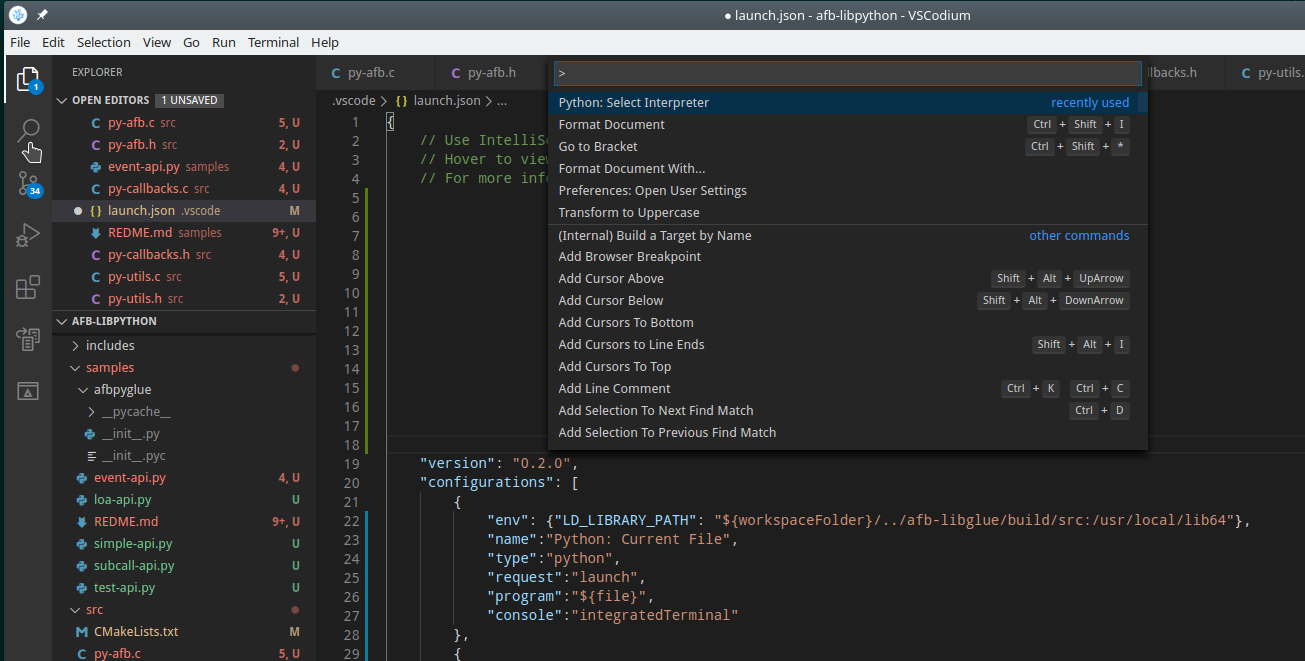 ● launch.json - afb-libpython - VSCodium
File Edit Selection View Go Run Terminal Help
1
34
EXPLORER
OPEN EDITORS 1 UNSAVED
C py-afb.c src 5, U
C py-afb.h src 2, U
event-api.py samples 4, U
C py-callbacks.c src 4, U
● {} launch.json .vscode M
REDME.md samples 9+, U
C py-callbacks.h src 4, U
C py-utils.c src 5, U
C py-utils.h src 2, U
AFB-LIBPYTHON
includes
samples
afbpyglue
__pycache__
__init__.py
__init__.pyc
event-api.py 4, U
loa-api.py U
REDME.md 9+, U
simple-api.py U
subcall-api.py U
test-api.py U
src
M CMakeLists.txt M
C py-afb.c 5, U
C py-afb.c C py-afb.h llbacks.h C py-utils.
.vscode > {} launch.json > ...
>
Python: Select Interpreter recently used
Format Document Ctrl + Shift + I
Go to Bracket Ctrl + Shift + *
Format Document With...
Preferences: Open User Settings
Transform to Uppercase
(Internal) Build a Target by Name other commands
Add Browser Breakpoint
Add Cursor Above Shift + Alt + UpArrow
Add Cursor Below Shift + Alt + DownArrow
Add Cursors To Bottom
Add Cursors to Line Ends Shift + Alt + I
Add Cursors To Top
Add Line Comment Ctrl + K Ctrl + C
Add Selection To Next Find Match Ctrl + D
Add Selection To Previous Find Match
1 {
2 // Use IntelliSe
3 // Hover to view
4 // For more info
5
6
7
8
9
10
11
12
13
14
15
16
17
18
19 "version": "0.2.0",
20 "configurations": [
21 {
22 "env": {"LD_LIBRARY_PATH": "${workspaceFolder}/../afb-libglue/build/src:/usr/local/lib64"},
23 "name":"Python: Current File",
24 "type":"python",
25 "request":"launch",
26 "program":"${file}",
27 "console":"integratedTerminal"
28 },
29 {